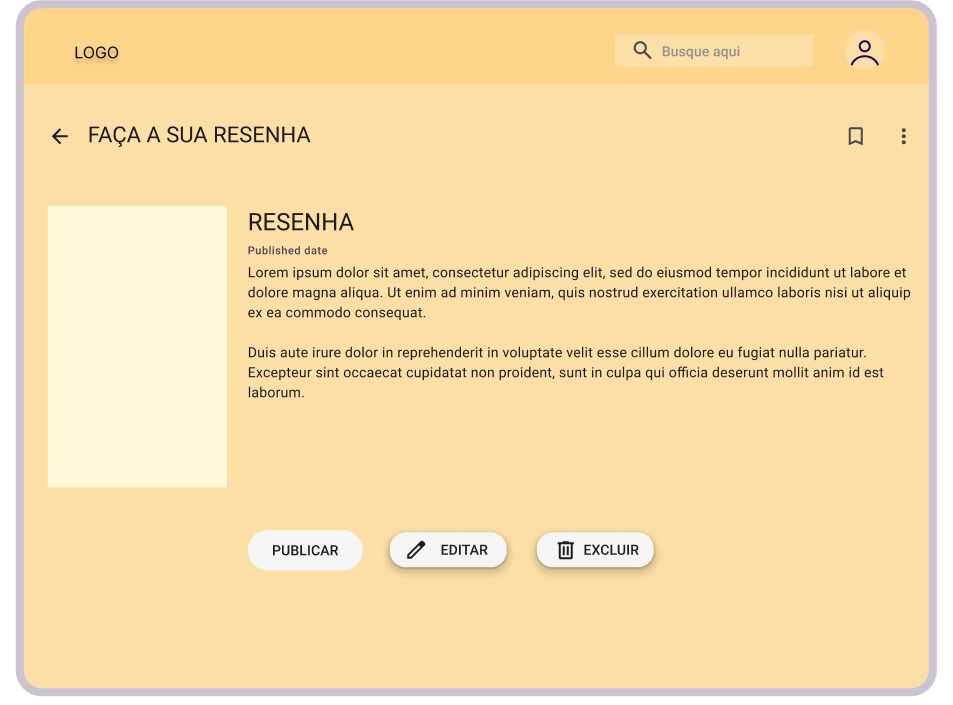 LOGO
Busque aqui
FAÇA A SUA RESENHA
RESENHA
Published date
Lorem ipsum dolor sit amet, consectetur adipiscing elit, sed do eiusmod tempor incididunt ut labore et
dolore magna aliqua. Ut enim ad minim veniam, quis nostrud exercitation ullamco laboris nisi ut aliquip
ex ea commodo consequat.
Duis aute irure dolor in reprehenderit in voluptate velit esse cillum dolore eu fugiat nulla pariatur.
Excepteur sint occaecat cupidatat non proident, sunt in culpa qui officia deserunt mollit anim id est
laborum.
PUBLICAR
EDITAR
EXCLUIR